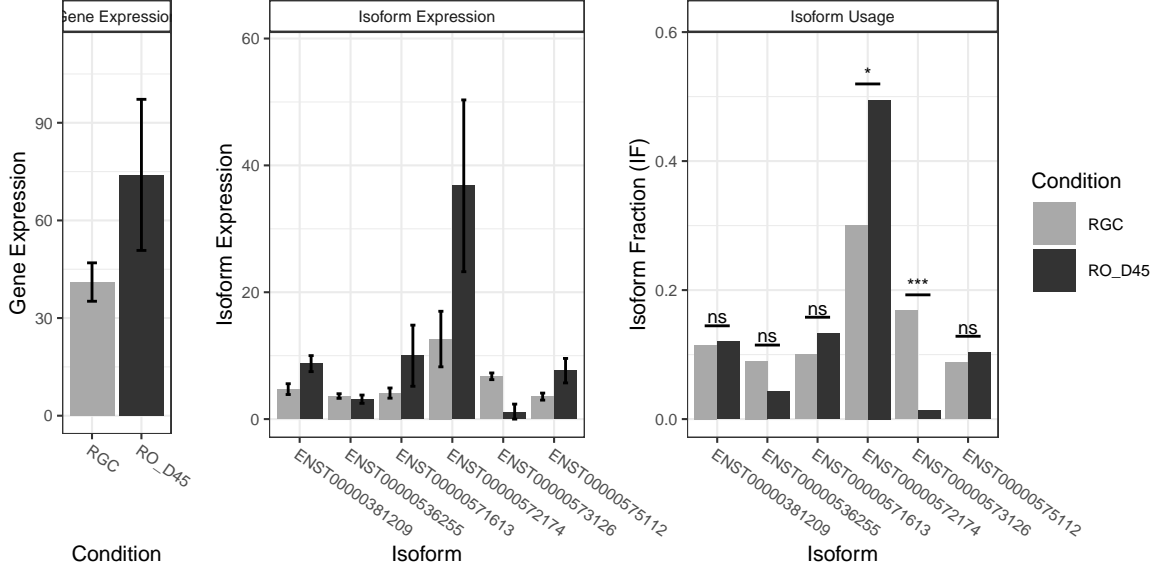 Gene Expression
Isoform Expression
Isoform Usage
Gene Expression
0
30
60
90
RGC
RO_D45
Condition
Isoform Expression
0
20
40
60
ENST00000381209
ENST00000536255
ENST00000571613
ENST00000572174
ENST00000573126
ENST00000575112
Isoform
Isoform Fraction (IF)
0.0
0.2
0.4
0.6
ns
ns
ns
*
***
ns
ENST00000381209
ENST00000536255
ENST00000571613
ENST00000572174
ENST00000573126
ENST00000575112
Isoform
Condition
RGC
RO_D45